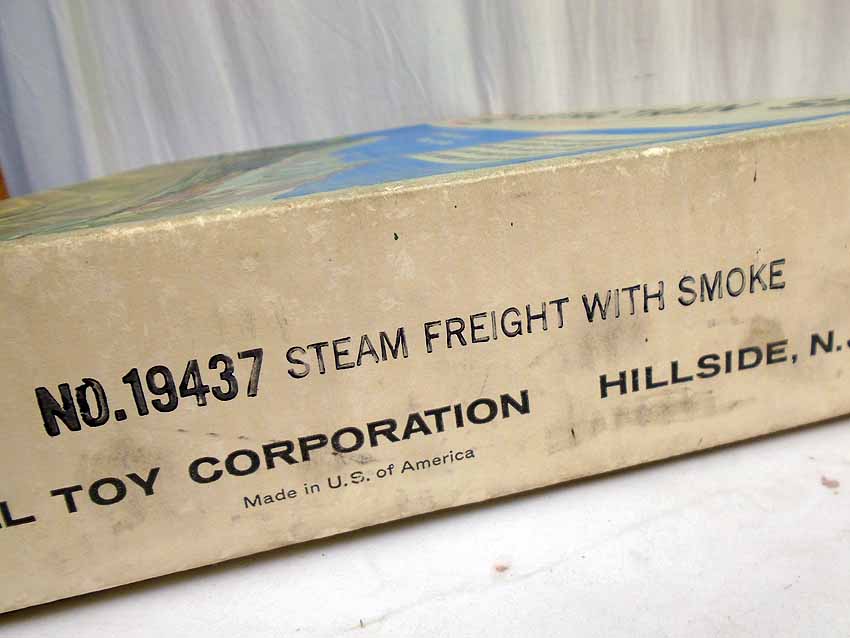 NO.19437 STEAM FREIGHT WITH SMOKE
L TOY CORPORATION HILLSIDE, N.J
Made in U.S. of America